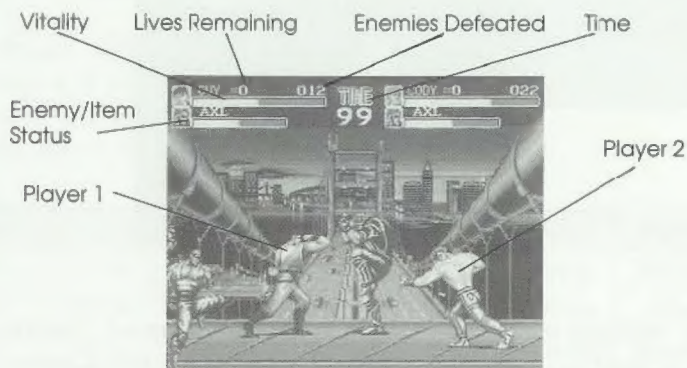 Vitality Lives Remaining Enemies Defeated Time
GUY =0 012 TIME CODY =0 022
AXL 99 AXL
Enemy/Item
Status
Player 2
Player 1